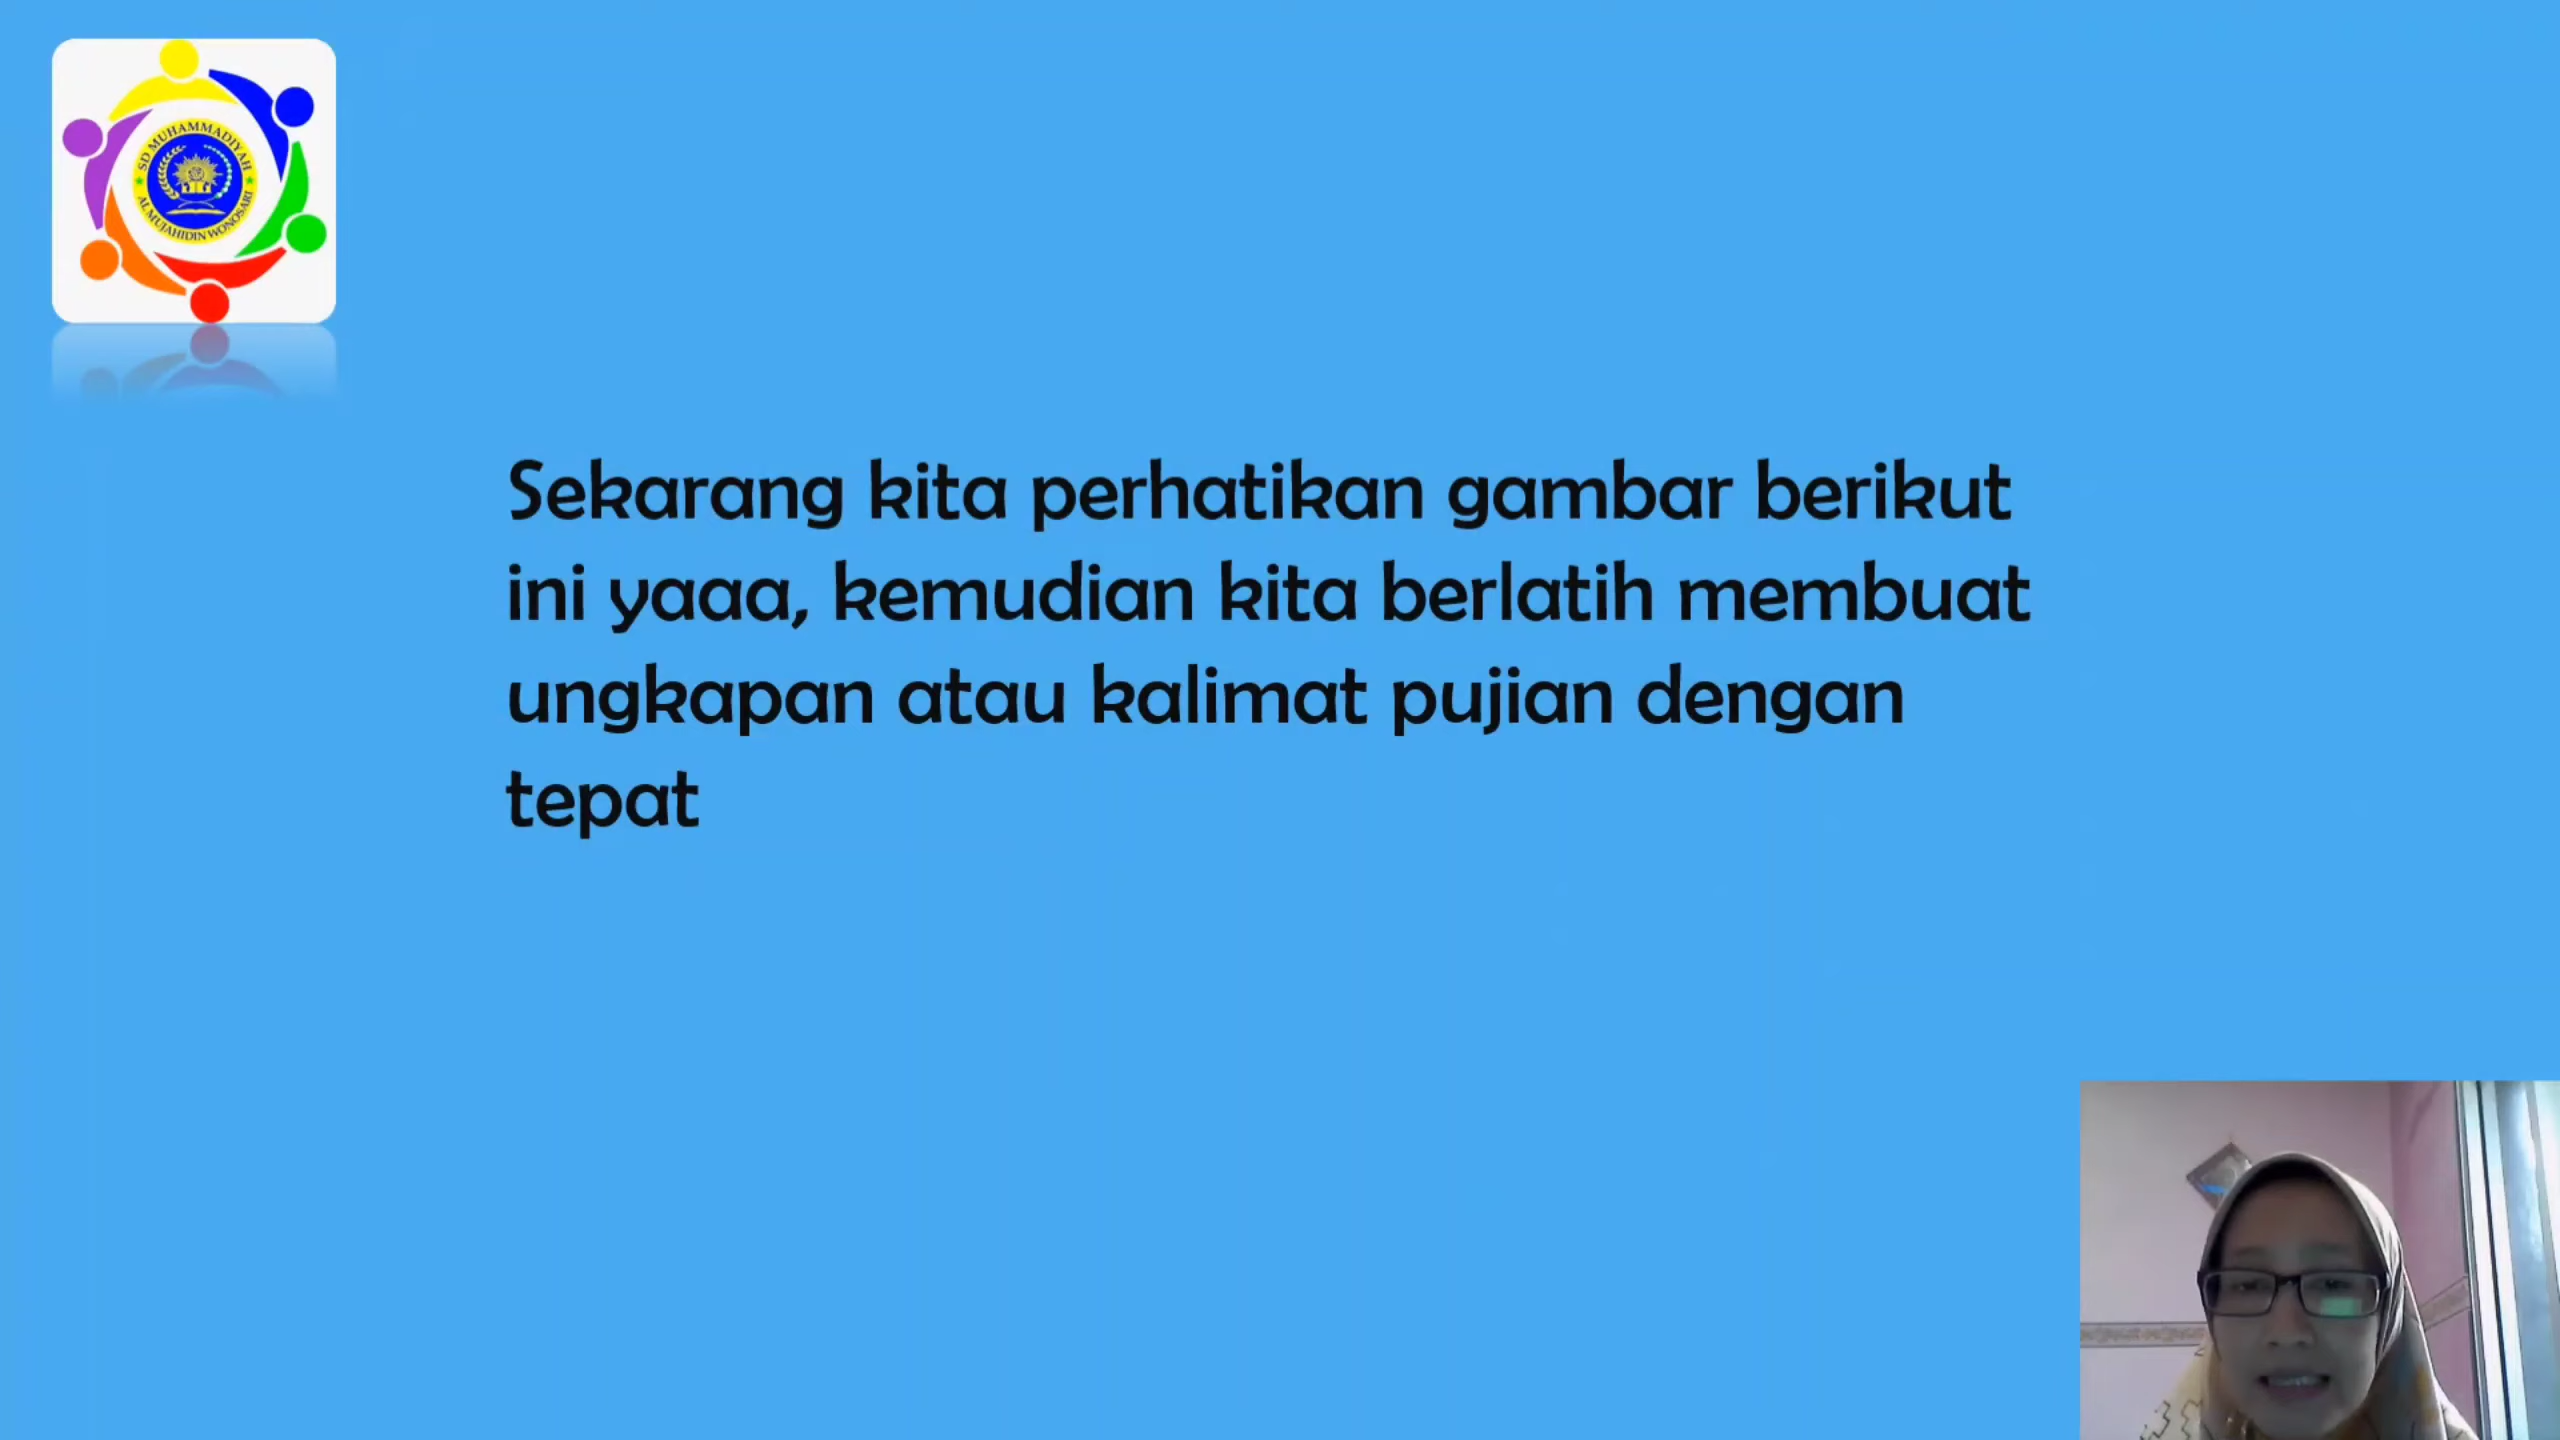 SD MUHAMMADIYAH
AL MUJAHIDIN WONOSARI
Sekarang kita perhatikan gambar berikut
ini yaaa, kemudian kita berlatih membuat
ungkapan atau kalimat pujian dengan
tepat